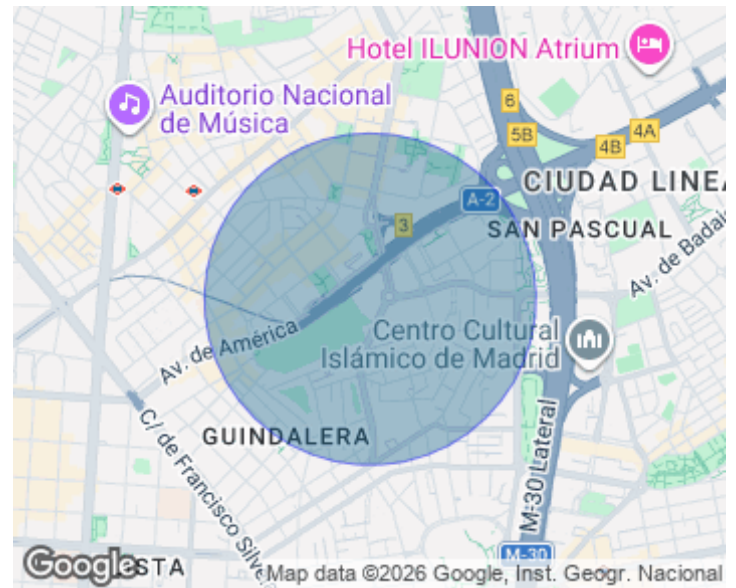 Hotel ILUNION Atrium
Auditorio Nacional
de Música
6
5B
4A
4B
A-2
3
CIUDAD LINEA
SAN PASCUAL
Av. de Badal
Av. de América
Centro Cultural
Islámico de Madrid
C/ de Francisco Silve
GUINDALERA
M-30 Lateral
M-30
STA
Google
Map data ©2026 Google, Inst. Geogr. Nacional